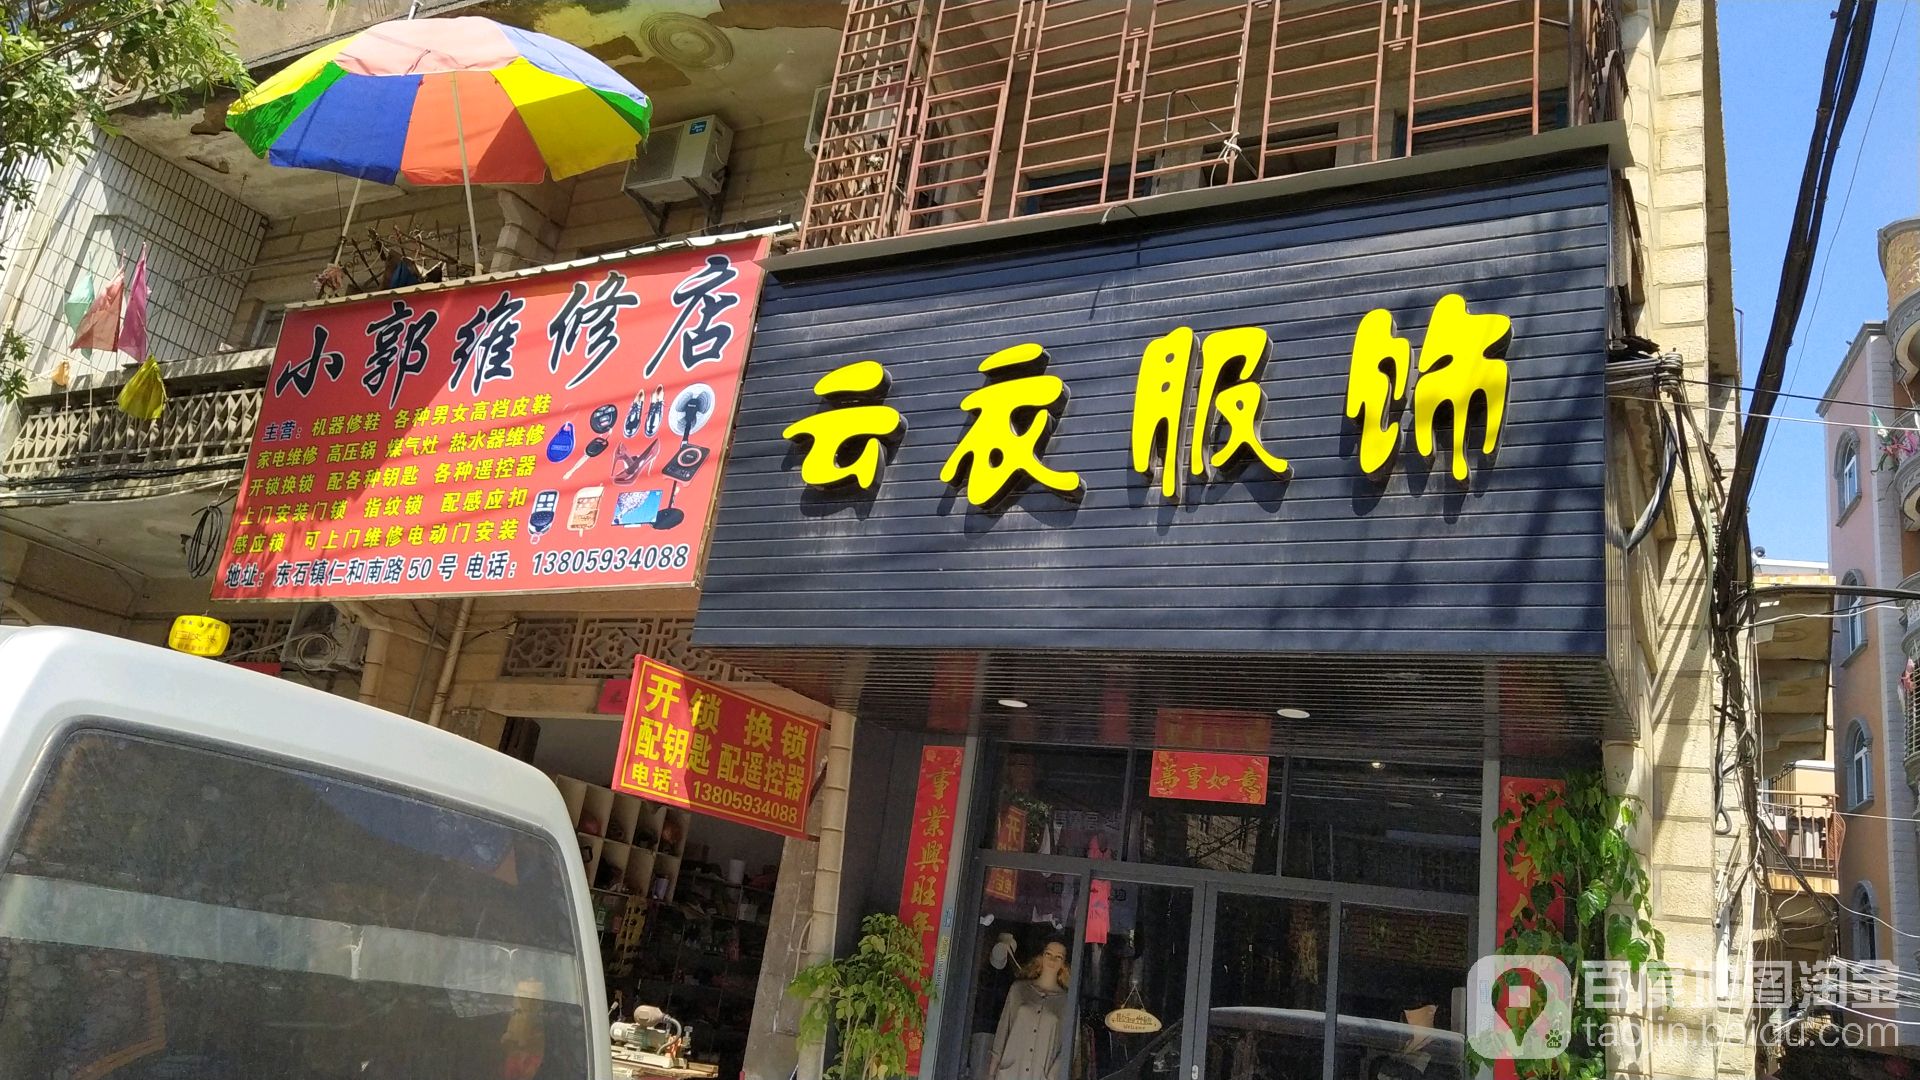 小郭维修店
主营：机器修鞋 各种男女高档皮鞋
家电维修 高压锅 煤气灶 热水器维修
开锁换锁 配各种钥匙 各种遥控器
上门安装门锁 指纹锁 配感应扣
感应锁 可上门维修电动门安装
地址：东石镇仁和南路50号 电话：13805934088
云衣服饰
开锁 换锁
配钥匙 配遥控器
电话：13805934088
萬事如意
事業興旺年
Welcome
百度地图淘金
taojin.baidu.com